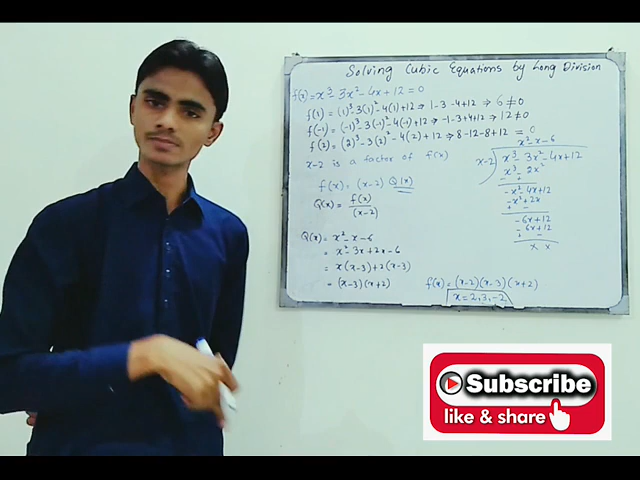 Solving Cubic Equations by Long Division
f(x) = x³ - 3x² - 4x + 12 = 0
f(1) = (1)³ - 3(1)² - 4(1) + 12 ⇒ 1 - 3 - 4 + 12 ⇒ 6 ≠ 0
f(-1) = (-1)³ - 3(-1)² - 4(-1) + 12 ⇒ -1 - 3 + 4 + 12 ⇒ 12 ≠ 0
f(2) = (2)³ - 3(2)² - 4(2) + 12 ⇒ 8 - 12 - 8 + 12 = 0
x-2 is a factor of f(x)
f(x) = (x-2) Q(x)
Q(x) = f(x)
(x-2)
Q(x) = x² - x - 6
= x² - 3x + 2x - 6
= x(x-3) + 2(x-3)
= (x-3)(x+2)
x² - x - 6
x-2 x³ - 3x² - 4x + 12
x³ - 2x²
- +
-x² - 4x + 12
-x² + 2x
+ -
-6x + 12
-6x + 12
+ -
x x
f(x) = (x-2)(x-3)(x+2)
x = 2, 3, -2
Subscribe
like & share